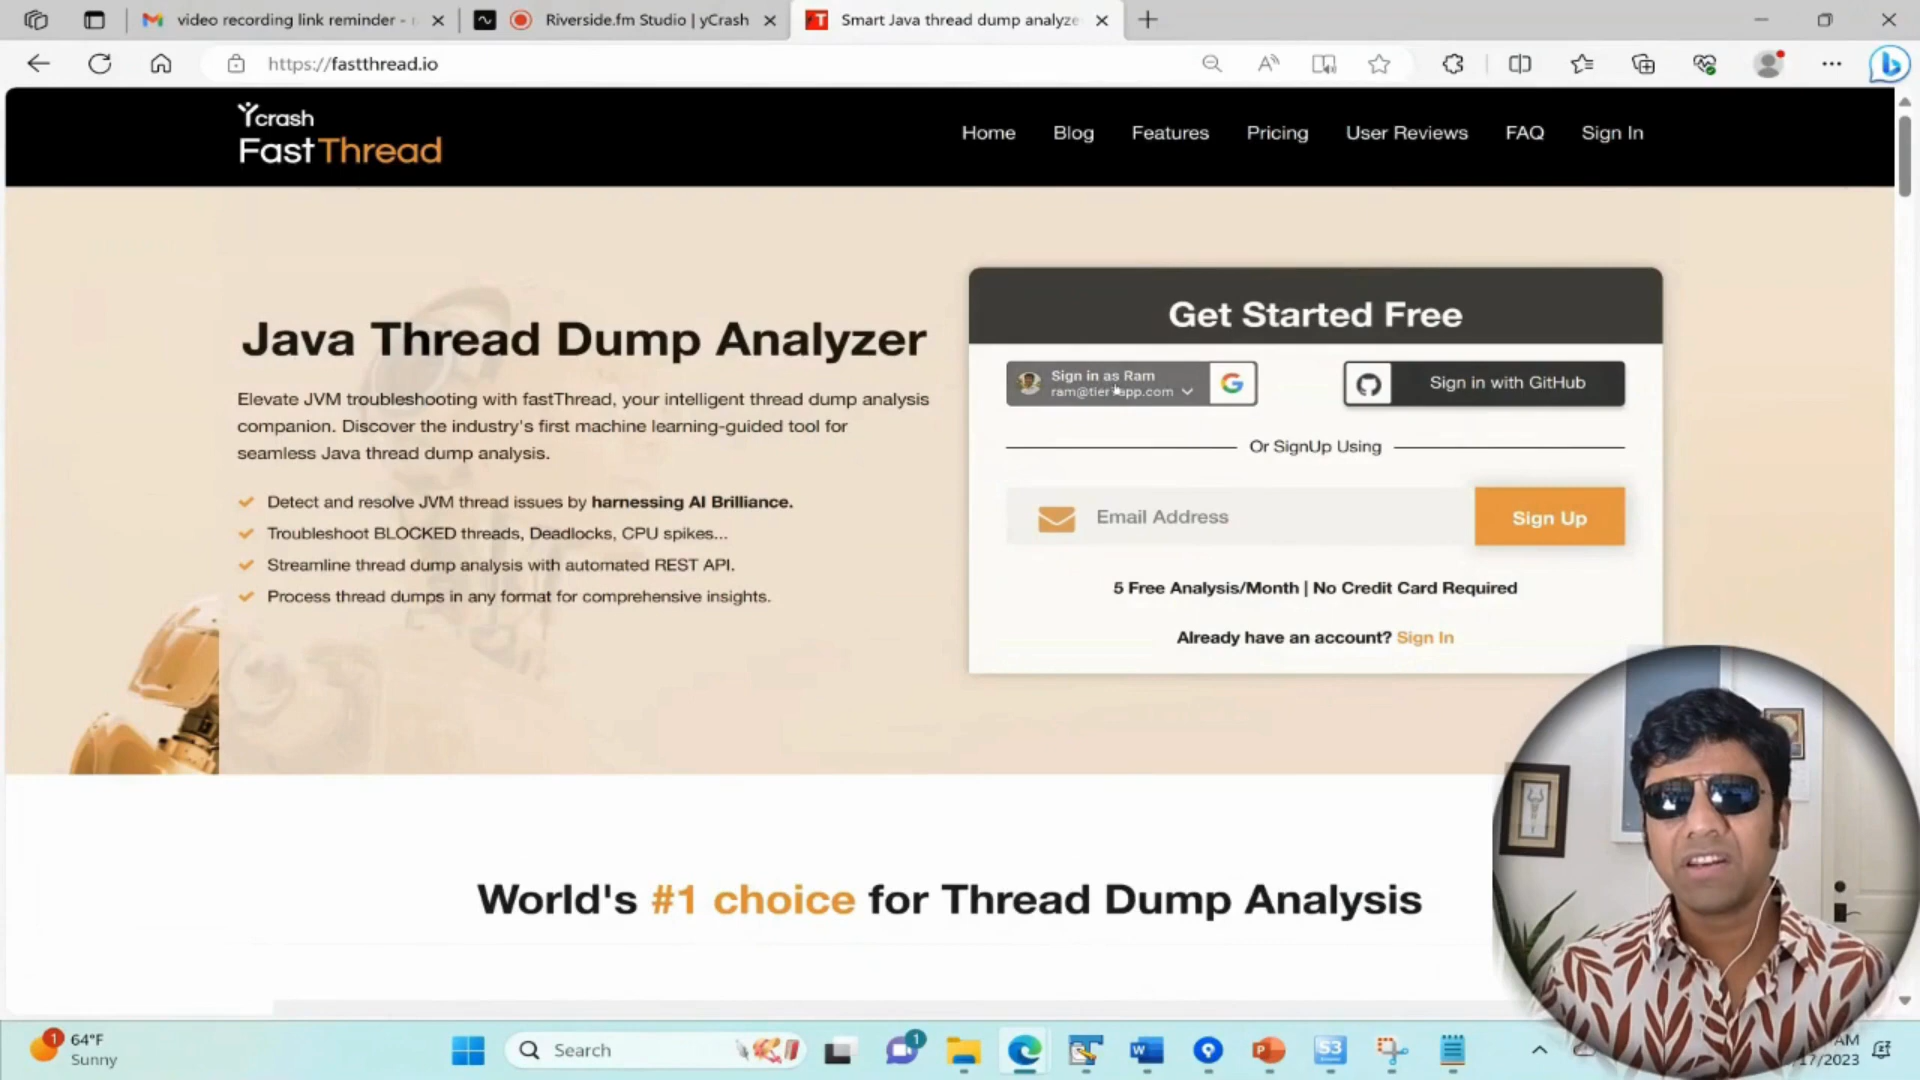 video recording link reminder -
Riverside.fm Studio | yCrash
Smart Java thread dump analyze
https://fastthread.io
Ycrash
FastThread
Home
Blog
Features
Pricing
User Reviews
FAQ
Sign In
Java Thread Dump Analyzer
Elevate JVM troubleshooting with fastThread, your intelligent thread dump analysis
companion. Discover the industry's first machine learning-guided tool for
seamless Java thread dump analysis.
Detect and resolve JVM thread issues by harnessing AI Brilliance.
Troubleshoot BLOCKED threads, Deadlocks, CPU spikes...
Streamline thread dump analysis with automated REST API.
Process thread dumps in any format for comprehensive insights.
Get Started Free
Sign in as Ram
Sign in with GitHub
Or SignUp Using
Email Address
Sign Up
5 Free Analysis/Month | No Credit Card Required
Already have an account? Sign In
World's #1 choice for Thread Dump Analysis
1
64°F
Sunny
Search
1
W
P
S3
AM
17/2023